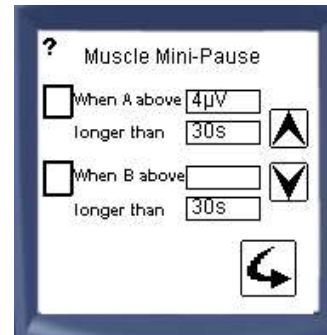 ?
Muscle Mini-Pause
When A above 4µV
longer than 30s
When B above
longer than 30s